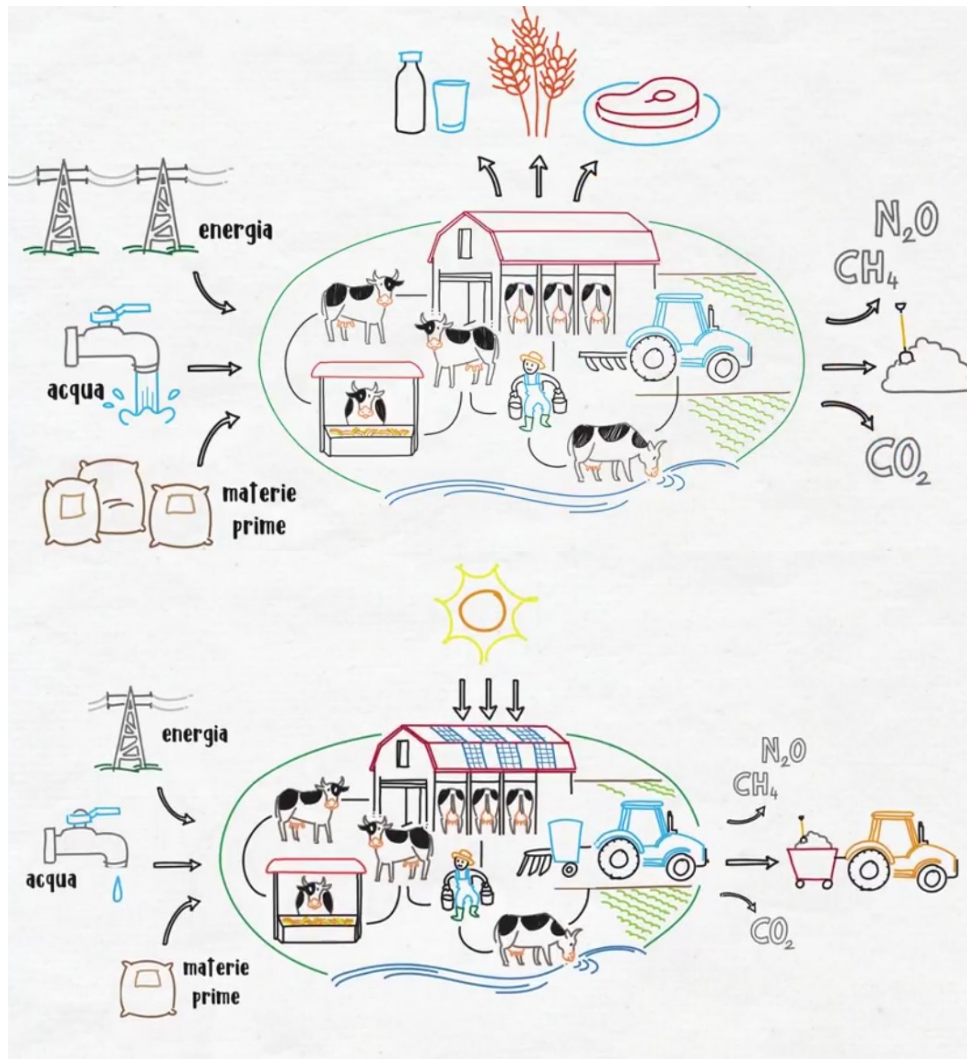 energia
N₂O
CH₄
acqua
CO₂
materie
prime
energia
N₂O
CH₄
acqua
CO₂
materie
prime